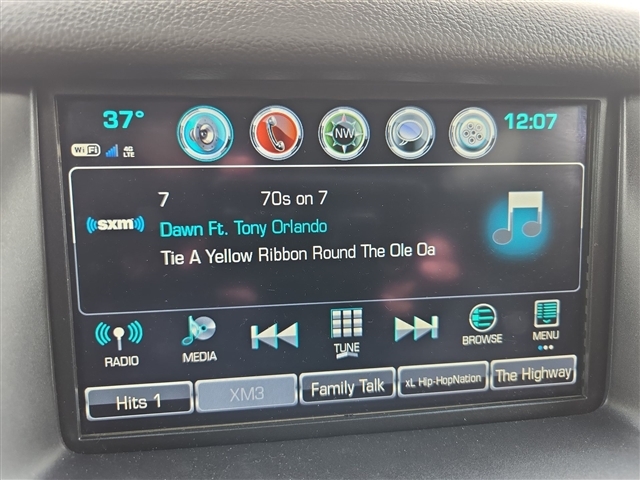 37°
NW
12:07
WiFi 4G LTE
7 70s on 7
((sxm))
Dawn Ft. Tony Orlando
Tie A Yellow Ribbon Round The Ole Oa
RADIO
MEDIA
TUNE
BROWSE
MENU
Hits 1
XM3
Family Talk
xL Hip-HopNation
The Highway